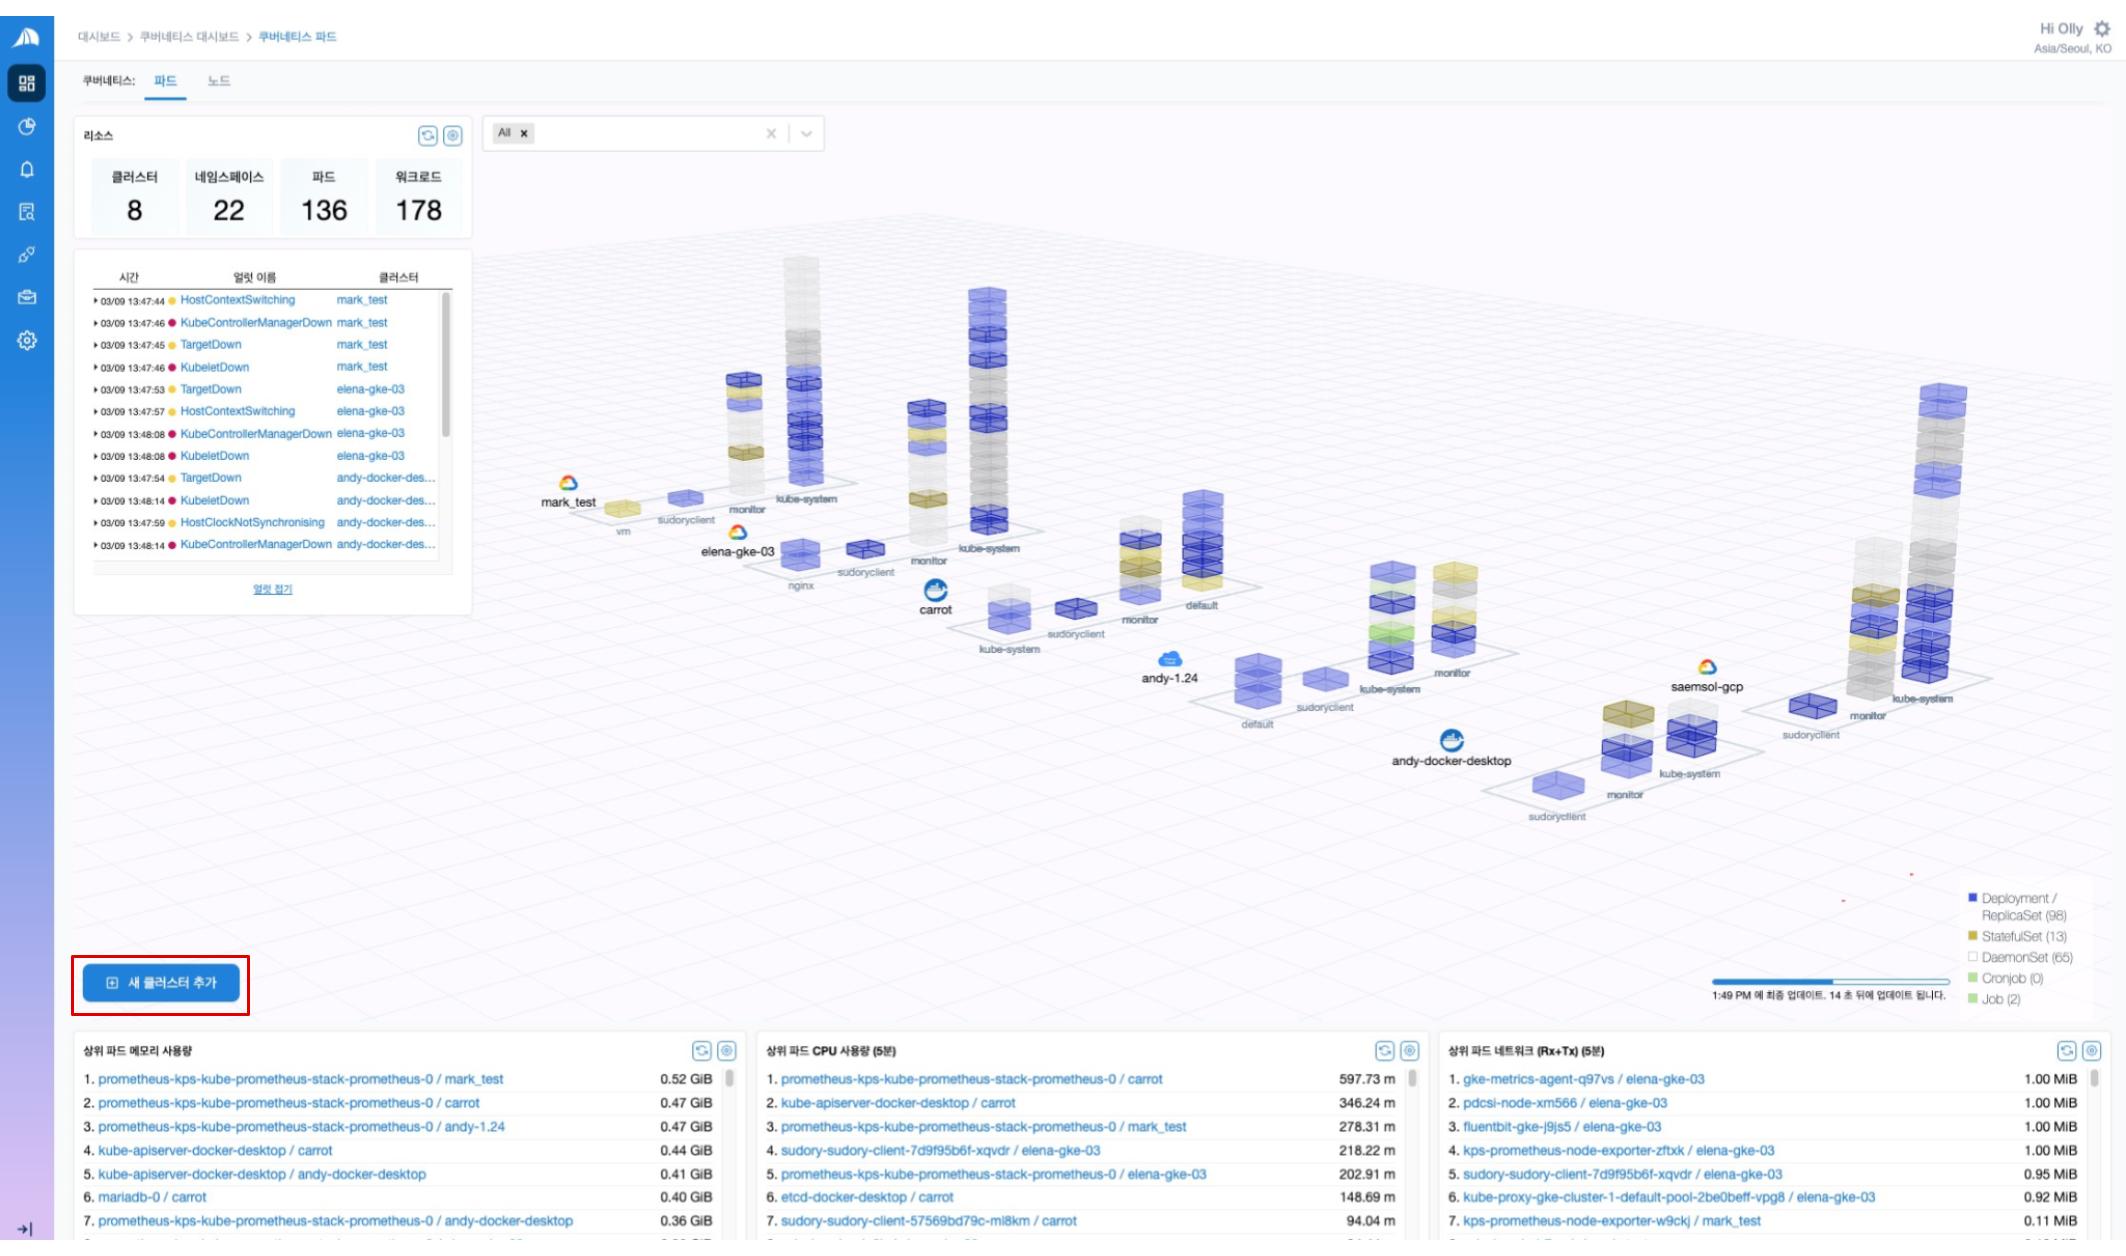 대시보드 > 쿠버네티스 대시보드 > 쿠버네티스 파드
Hi Olly
Asia/Seoul, KO
쿠버네티스: 파드 노드
리소스
클러스터 네임스페이스 파드 워크로드
8 22 136 178
All
시간 얼럿 이름 클러스터
03/09 13:47:44 HostContextSwitching mark_test
03/09 13:47:46 KubeControllerManagerDown mark_test
03/09 13:47:45 TargetDown mark_test
03/09 13:47:46 KubeletDown mark_test
03/09 13:47:53 TargetDown elena-gke-03
03/09 13:47:57 HostContextSwitching elena-gke-03
03/09 13:48:08 KubeControllerManagerDown elena-gke-03
03/09 13:48:08 KubeletDown elena-gke-03
03/09 13:47:54 TargetDown andy-docker-des...
03/09 13:48:14 KubeletDown andy-docker-des...
03/09 13:47:59 HostClockNotSynchronising andy-docker-des...
03/09 13:48:14 KubeControllerManagerDown andy-docker-des...
얼럿 접기
mark_test
vm
sudoryclient
monitor
kube-system
elena-gke-03
nginx
sudoryclient
monitor
kube-system
carrot
kube-system
sudoryclient
monitor
default
andy-1.24
default
sudoryclient
kube-system
monitor
andy-docker-desktop
sudoryclient
monitor
kube-system
saemsol-gcp
sudoryclient
monitor
kube-system
Deployment /
ReplicaSet (98)
StatefulSet (13)
DaemonSet (65)
Cronjob (0)
Job (2)
새 클러스터 추가
1:49 PM 에 최종 업데이트. 14 초 뒤에 업데이트 됩니다.
상위 파드 메모리 사용량
1. prometheus-kps-kube-prometheus-stack-prometheus-0 / mark_test 0.52 GiB
2. prometheus-kps-kube-prometheus-stack-prometheus-0 / carrot 0.47 GiB
3. prometheus-kps-kube-prometheus-stack-prometheus-0 / andy-1.24 0.47 GiB
4. kube-apiserver-docker-desktop / carrot 0.44 GiB
5. kube-apiserver-docker-desktop / andy-docker-desktop 0.41 GiB
6. mariadb-0 / carrot 0.40 GiB
7. prometheus-kps-kube-prometheus-stack-prometheus-0 / andy-docker-desktop 0.36 GiB
상위 파드 CPU 사용량 (5분)
1. prometheus-kps-kube-prometheus-stack-prometheus-0 / carrot 597.73 m
2. kube-apiserver-docker-desktop / carrot 346.24 m
3. prometheus-kps-kube-prometheus-stack-prometheus-0 / mark_test 278.31 m
4. sudory-sudory-client-7d9f95b6f-xqvdr / elena-gke-03 218.22 m
5. prometheus-kps-kube-prometheus-stack-prometheus-0 / elena-gke-03 202.91 m
6. etcd-docker-desktop / carrot 148.69 m
7. sudory-sudory-client-57569bd79c-ml8km / carrot 94.04 m
상위 파드 네트워크 (Rx+Tx) (5분)
1. gke-metrics-agent-q97vs / elena-gke-03 1.00 MiB
2. pdcsi-node-xm566 / elena-gke-03 1.00 MiB
3. fluentbit-gke-j9js5 / elena-gke-03 1.00 MiB
4. kps-prometheus-node-exporter-zftxk / elena-gke-03 1.00 MiB
5. sudory-sudory-client-7d9f95b6f-xqvdr / elena-gke-03 0.95 MiB
6. kube-proxy-gke-cluster-1-default-pool-2be0beff-vpg8 / elena-gke-03 0.92 MiB
7. kps-prometheus-node-exporter-w9ckj / mark_test 0.11 MiB